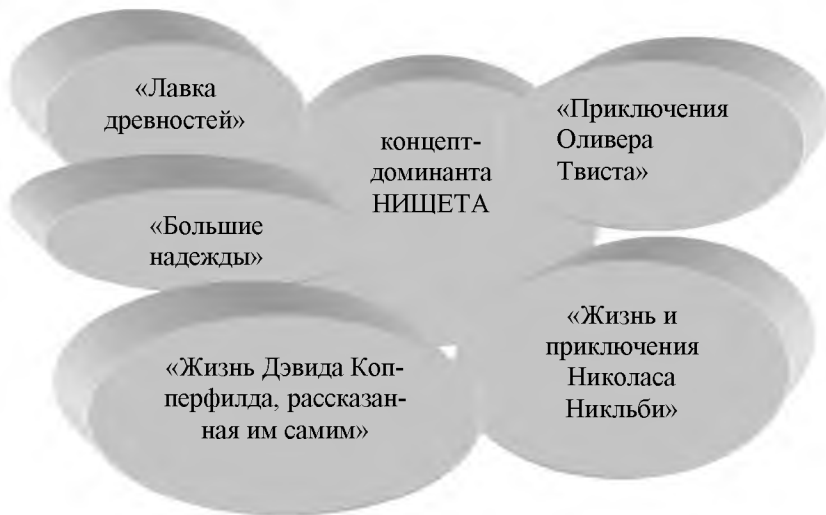 «Лавка
древностей»
концепт-
доминанта
НИЩЕТА
«Приключения
Оливера
Твиста»
«Большие
надежды»
«Жизнь Дэвида Коп-
перфилда, рассказан-
ная им самим»
«Жизнь и
приключения
Николаса
Никльби»